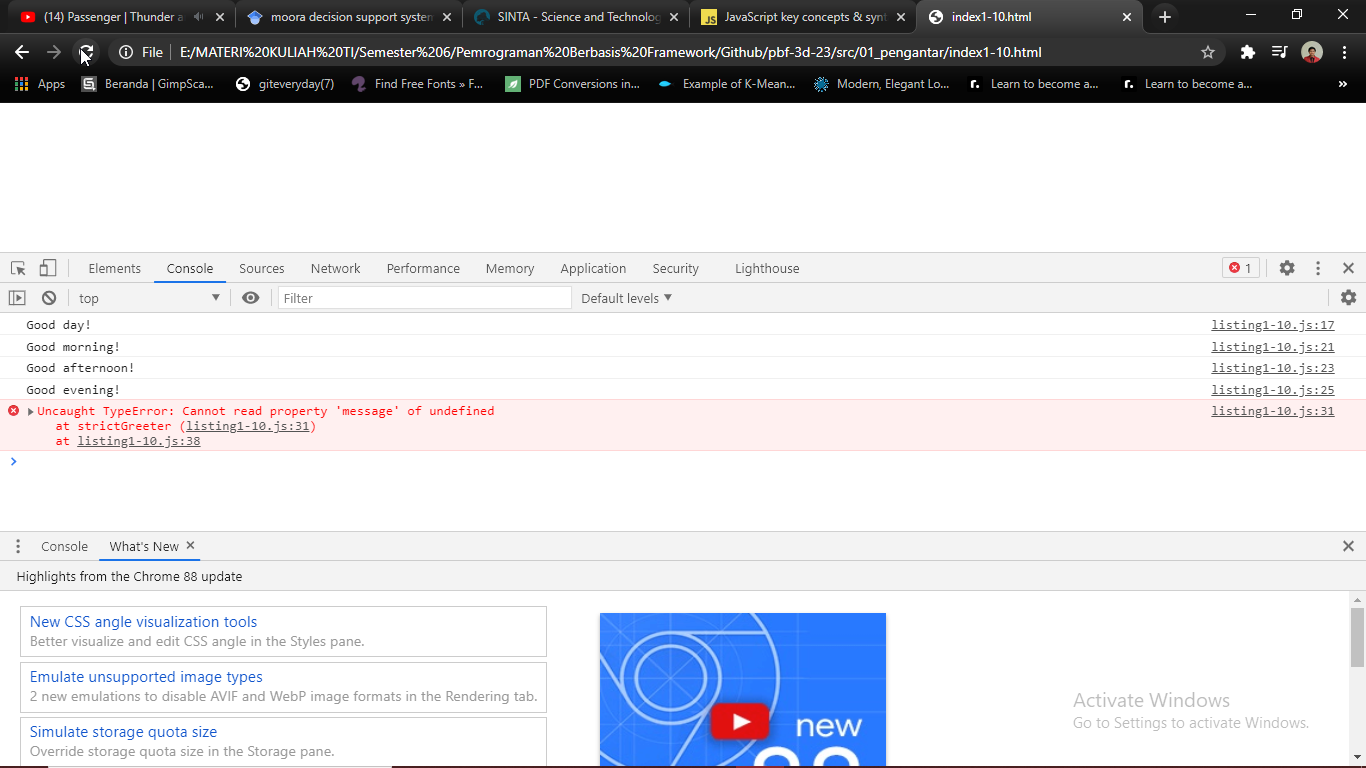 (14) Passenger | Thunder a
moora decision support system
SINTA - Science and Technolog
JavaScript key concepts & synt
index1-10.html
File | E:/MATERI%20KULIAH%20TI/Semester%206/Pemrograman%20Berbasis%20Framework/Github/pbf-3d-23/src/01_pengantar/index1-10.html
Apps
Beranda | GimpSca...
giteveryday(7)
Find Free Fonts » F...
PDF Conversions in...
Example of K-Mean...
Modern, Elegant Lo...
Learn to become a...
Learn to become a...
»
Elements Console Sources Network Performance Memory Application Security Lighthouse 1
top Filter Default levels
Good day! listing1-10.js:17
Good morning! listing1-10.js:21
Good afternoon! listing1-10.js:23
Good evening! listing1-10.js:25
Uncaught TypeError: Cannot read property 'message' of undefined listing1-10.js:31
at strictGreeter (listing1-10.js:31)
at listing1-10.js:38
Console What's New
Highlights from the Chrome 88 update
New CSS angle visualization tools
Better visualize and edit CSS angle in the Styles pane.
Emulate unsupported image types
2 new emulations to disable AVIF and WebP image formats in the Rendering tab.
Simulate storage quota size
Override storage quota size in the Storage pane.
new
88
Activate Windows
Go to Settings to activate Windows.